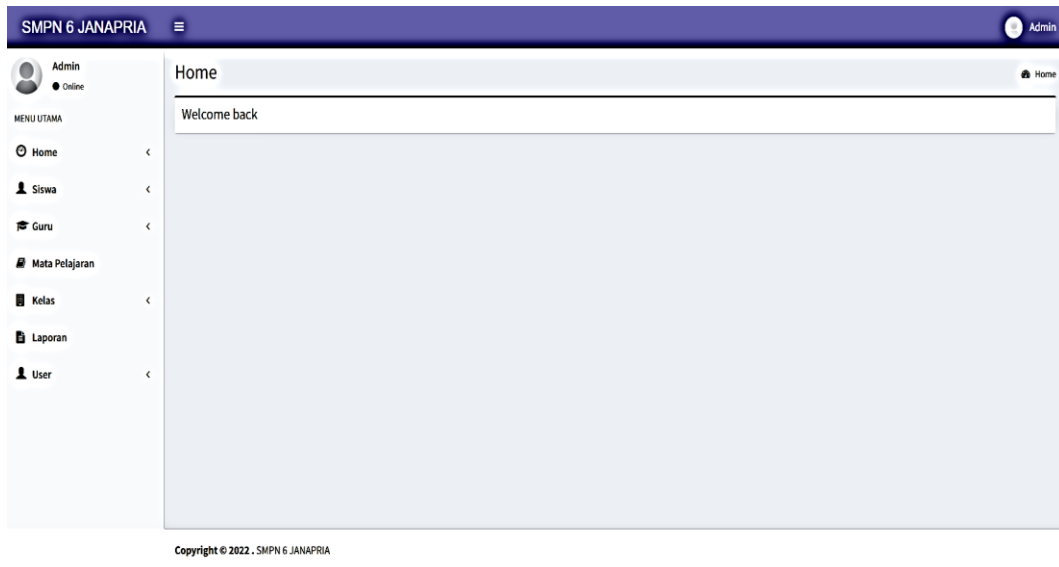 SMPN 6 JANAPRIA
Admin
Admin
Online
MENU UTAMA
Home
Siswa
Guru
Mata Pelajaran
Kelas
Laporan
User
Home
Home
Welcome back
Copyright © 2022 . SMPN 6 JANAPRIA